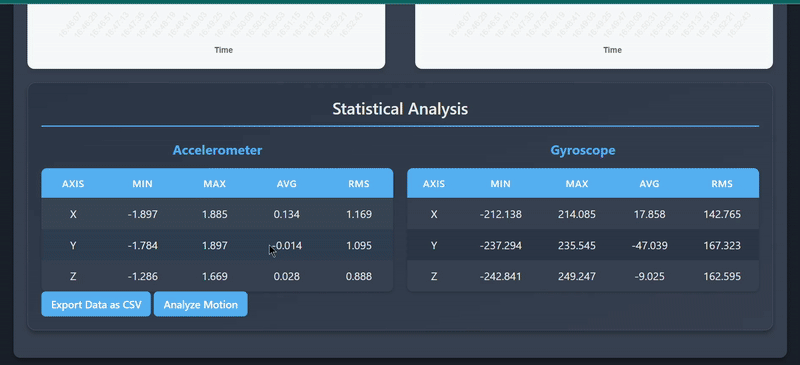 Time
Time
Statistical Analysis
Accelerometer
AXIS MIN MAX AVG RMS
X -1.897 1.885 0.134 1.169
Y -1.784 1.897 -0.014 1.095
Z -1.286 1.669 0.028 0.888
Gyroscope
AXIS MIN MAX AVG RMS
X -212.138 214.085 17.858 142.765
Y -237.294 235.545 -47.039 167.323
Z -242.841 249.247 -9.025 162.595
Export Data as CSV
Analyze Motion